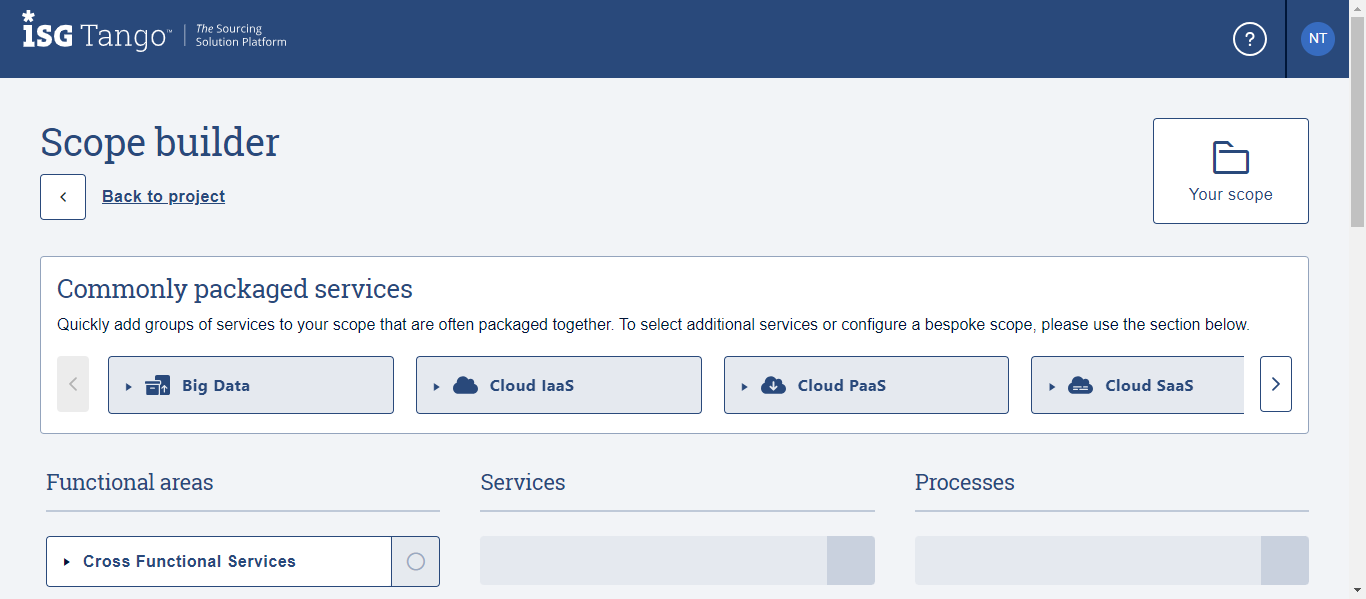 *
ISG Tango™ The Sourcing
Solution Platform
?
NT
Scope builder
Back to project
Your scope
Commonly packaged services
Quickly add groups of services to your scope that are often packaged together. To select additional services or configure a bespoke scope, please use the section below.
Big Data
Cloud IaaS
Cloud PaaS
Cloud SaaS
Functional areas
Services
Processes
Cross Functional Services